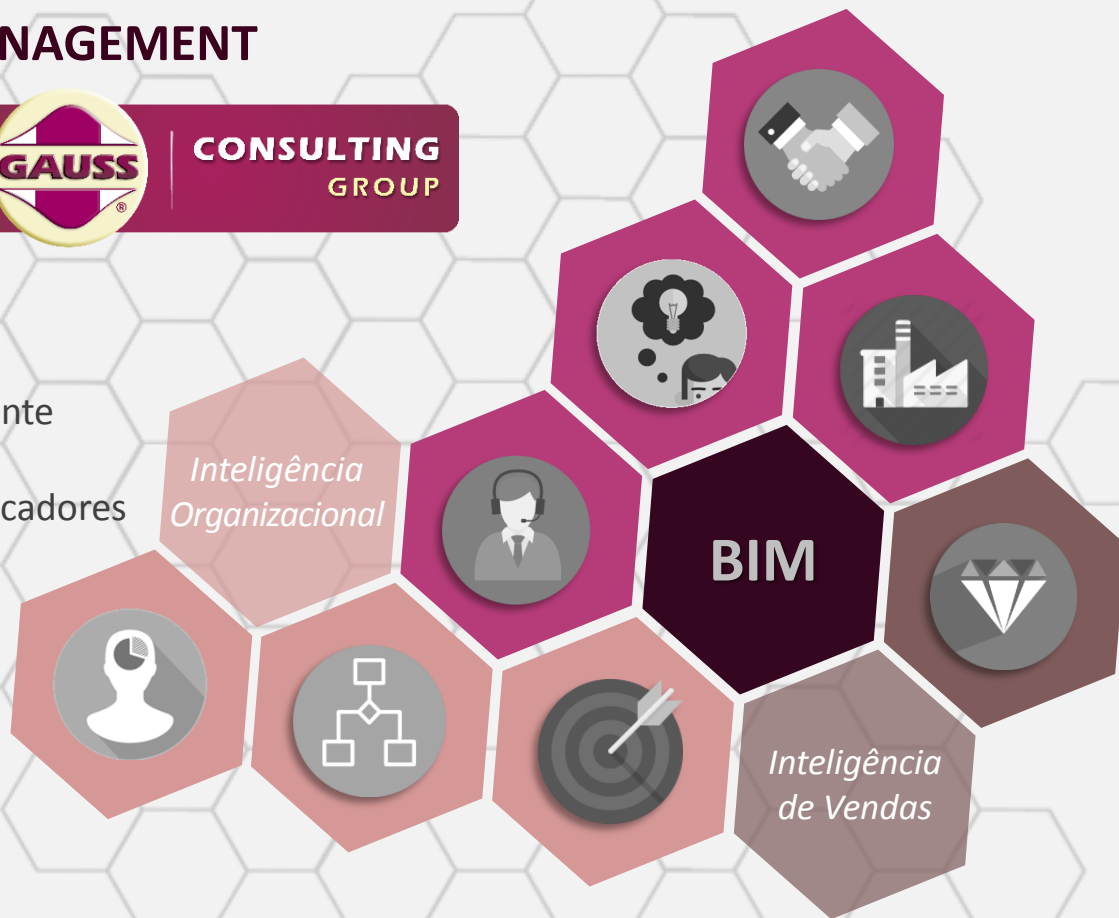 NAGEMENT
GAUSS
®
CONSULTING
GROUP
nte
cadores
Inteligência
Organizacional
BIM
Inteligência
de Vendas